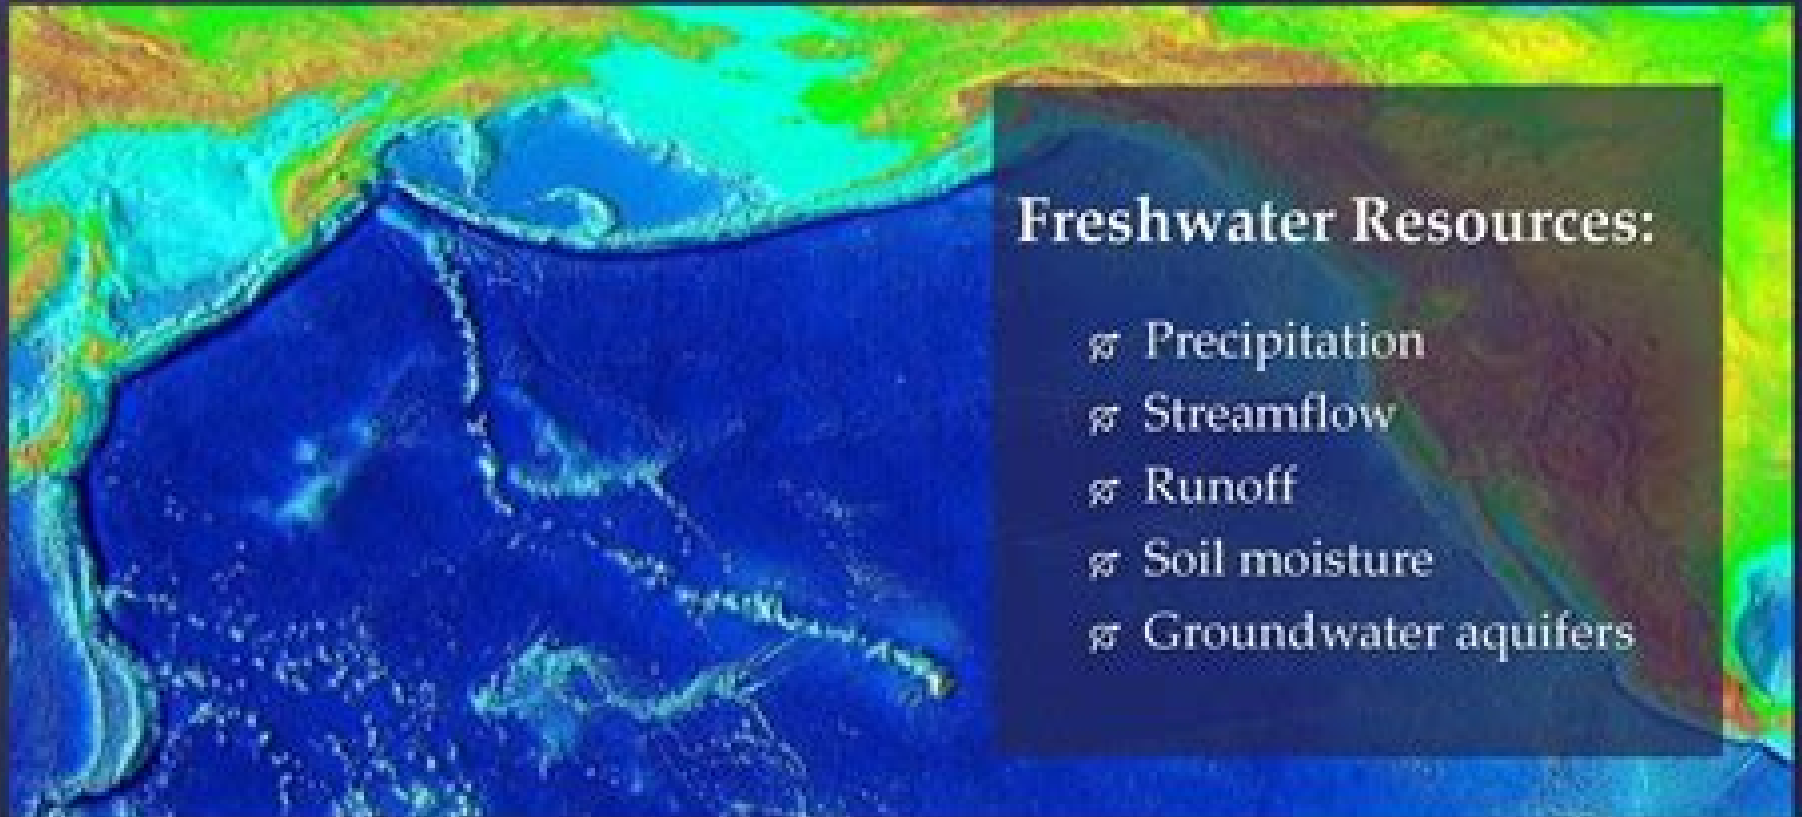 Freshwater Resources:
Precipitation
Streamflow
Runoff
Soil moisture
Groundwater aquifers